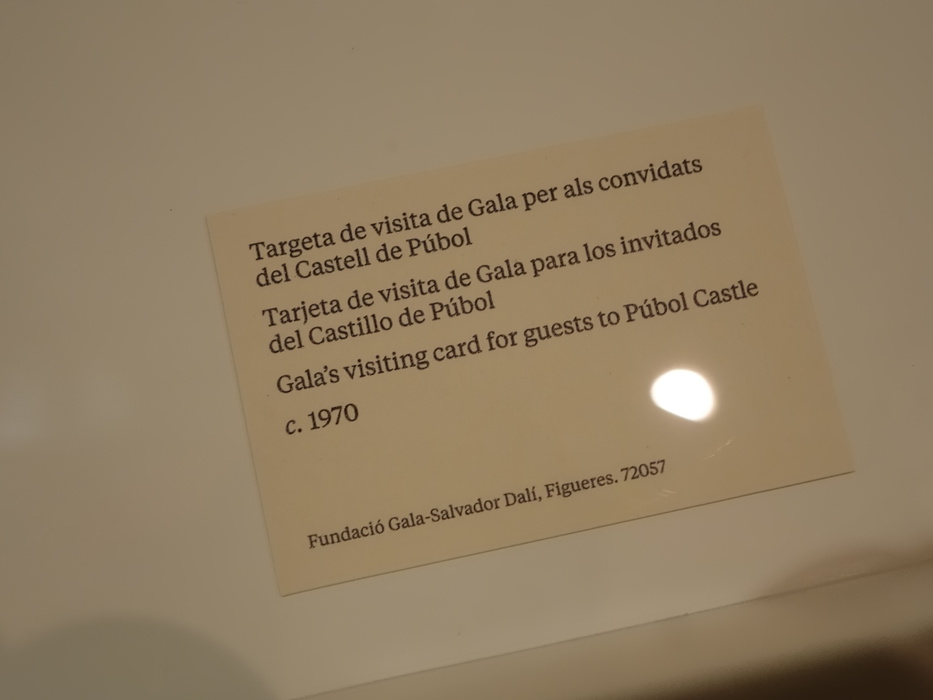 Targeta de visita de Gala per als convidats
del Castell de Púbol
Tarjeta de visita de Gala para los invitados
del Castillo de Púbol
Gala’s visiting card for guests to Púbol Castle
c. 1970
Fundació Gala-Salvador Dalí, Figueres. 72057